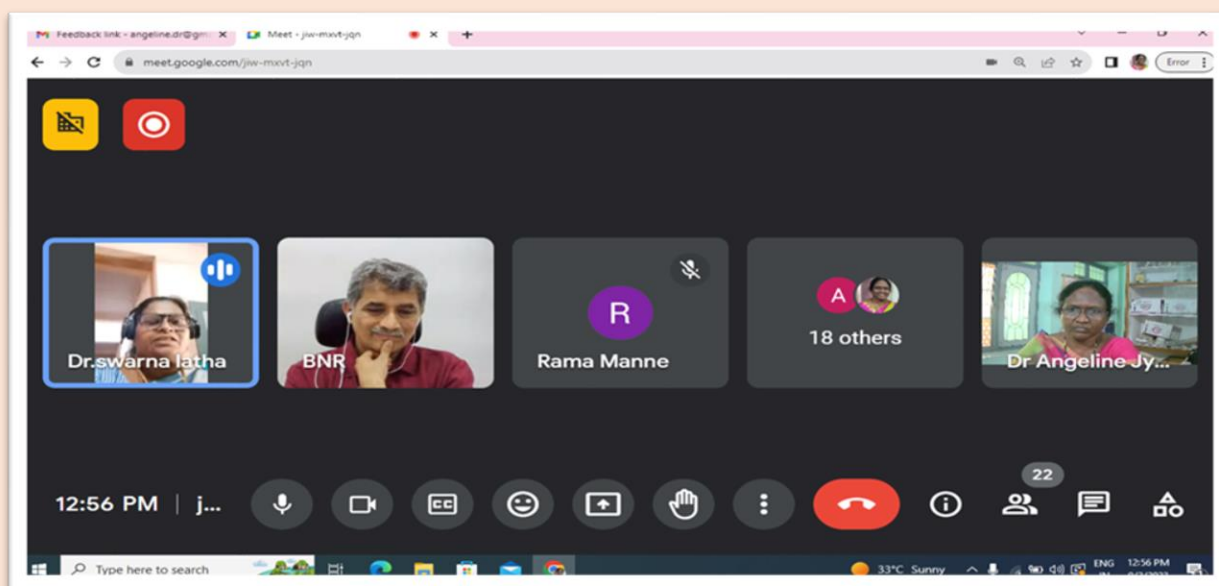 Feedback link - angeline.dr@gm
Meet - jiw-mxvt-jqn
meet.google.com/jiw-mxvt-jqn
Error
Dr.swarna latha
BNR
R
Rama Manne
A
18 others
Dr Angeline Jy...
22
12:56 PM | j...
CC
Type here to search
33°C Sunny
ENG
12:56 PM